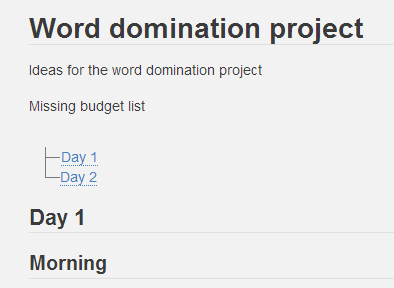 Word domination project
Ideas for the word domination project
Missing budget list
Day 1
Day 2
Day 1
Morning